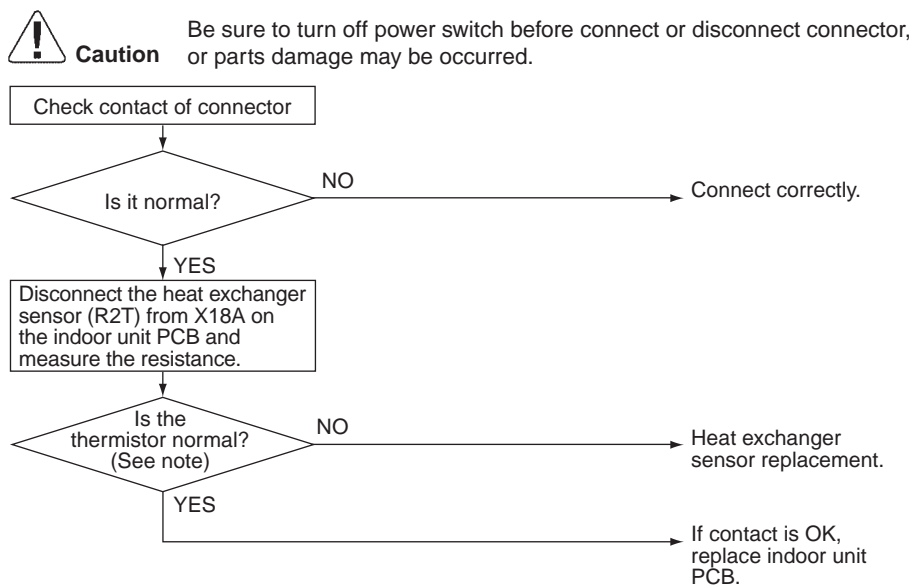 Be sure to turn off power switch before connect or disconnect connector,
Caution
or parts damage may be occurred.
Check contact of connector
Is it normal?
NO
Connect correctly.
YES
Disconnect the heat exchanger
sensor (R2T) from X18A on
the indoor unit PCB and
measure the resistance.
Is the
thermistor normal?
(See note)
NO
Heat exchanger
sensor replacement.
YES
If contact is OK,
replace indoor unit
PCB.